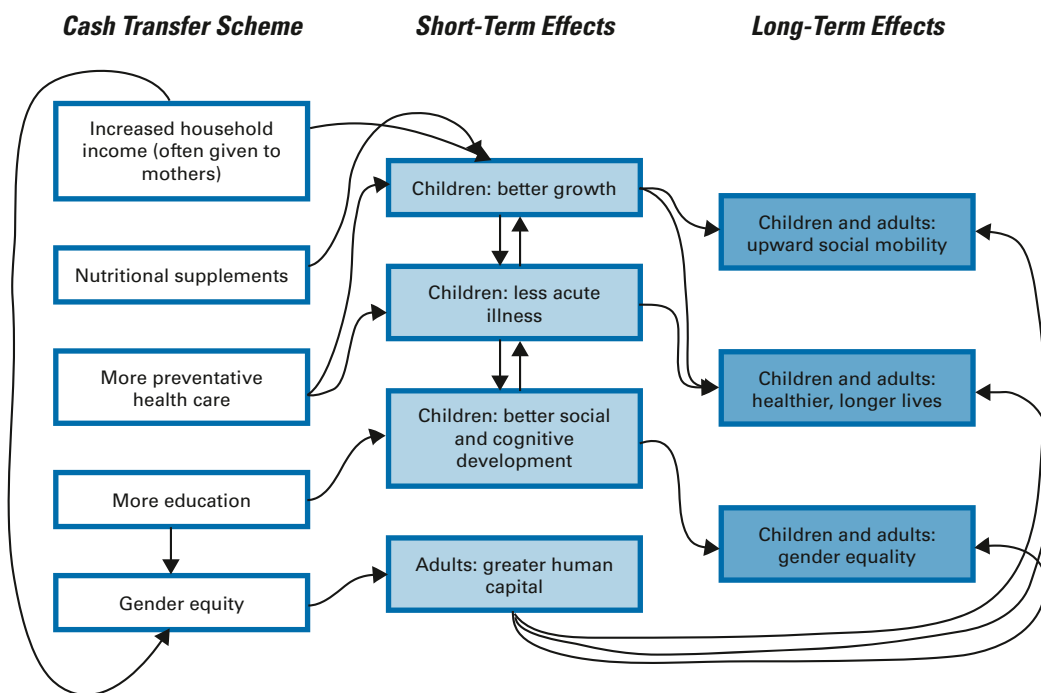 Cash Transfer Scheme
Short-Term Effects
Long-Term Effects
Increased household
income (often given to
mothers)
Nutritional supplements
More preventative
health care
More education
Gender equity
Children: better growth
Children: less acute
illness
Children: better social
and cognitive
development
Adults: greater human
capital
Children and adults:
upward social mobility
Children and adults:
healthier, longer lives
Children and adults:
gender equality